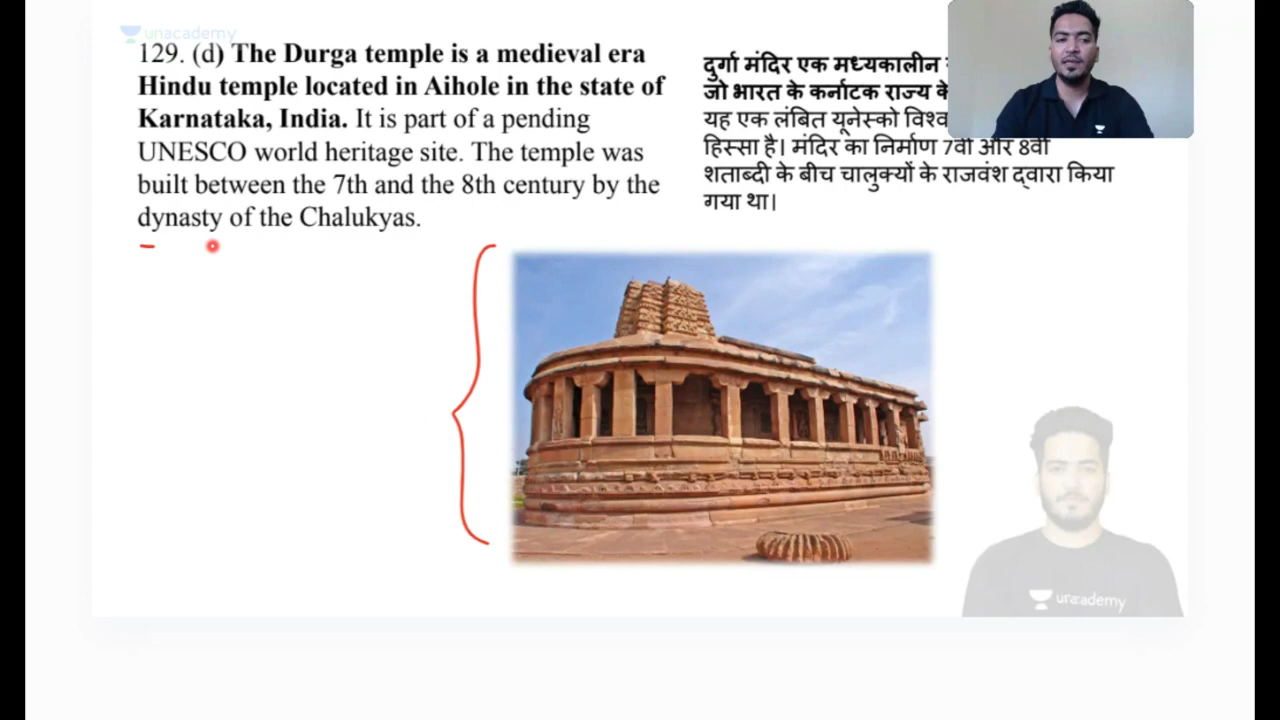 unacademy
129. (d) The Durga temple is a medieval era
Hindu temple located in Aihole in the state of
Karnataka, India. It is part of a pending
UNESCO world heritage site. The temple was
built between the 7th and the 8th century by the
dynasty of the Chalukyas.
दुर्गा मंदिर एक मध्यकालीन
जो भारत के कर्नाटक राज्य के
यह एक लंबित यूनेस्को विश्व
हिस्सा है। मंदिर का निर्माण 7वीं और 8वीं
शताब्दी के बीच चालुक्यों के राजवंश द्वारा किया
गया था।
unacademy